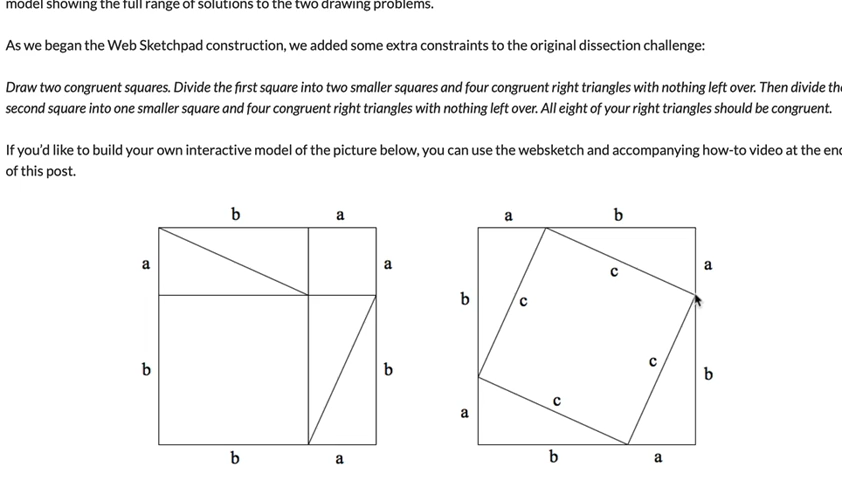 model showing the full range of solutions to the two drawing problems.
As we began the Web Sketchpad construction, we added some extra constraints to the original dissection challenge:
Draw two congruent squares. Divide the first square into two smaller squares and four congruent right triangles with nothing left over. Then divide the
second square into one smaller square and four congruent right triangles with nothing left over. All eight of your right triangles should be congruent.
If you'd like to build your own interactive model of the picture below, you can use the websketch and accompanying how-to video at the end
of this post.
b a a b
a a c a
b c
b b c b
a c
b a b a